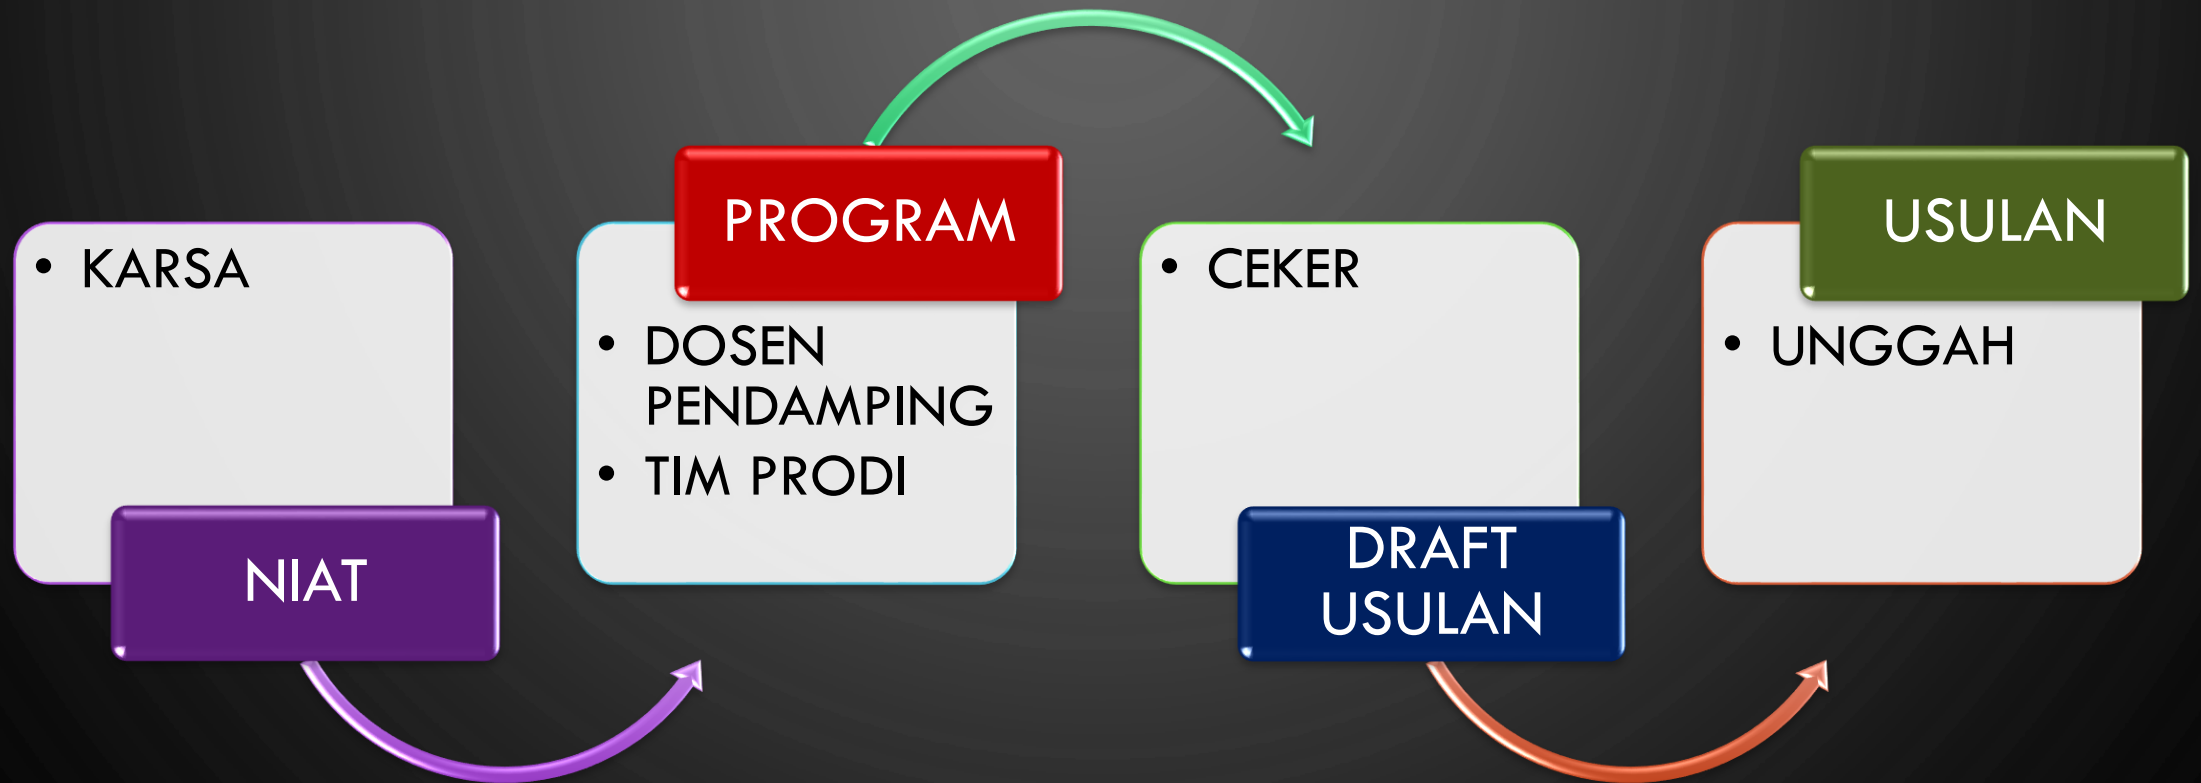 KARSA
NIAT
PROGRAM
DOSEN
PENDAMPING
TIM PRODI
CEKER
DRAFT
USULAN
USULAN
UNGGAH